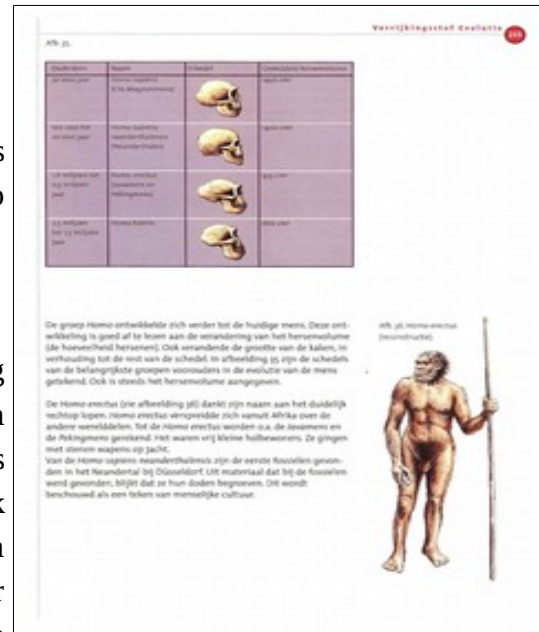 Verrijkingsstof Evolutie
Afb. 35.
Ouderdom Naam Schedel Gemiddeld hersenvolume
Homo sapiens
(Cro-Magnonmens)
Homo sapiens
neanderthalensis
(Neanderthaler)
Homo erectus
(Javamens en
Pekingmens)
Homo habilis
De groep Homo ontwikkelde zich verder tot de huidige mens. Deze ont-
wikkeling is goed af te lezen aan de verandering van het hersenvolume
(de hoeveelheid hersenen). Ook veranderde de grootte van de kaken, in
verhouding tot de rest van de schedel. In afbeelding 35 zijn de schedels
van de belangrijkste groepen voorouders in de evolutie van de mens
getekend. Ook is steeds het hersenvolume aangegeven.
Afb. 36. Homo erectus
(reconstructie).
De Homo erectus (zie afbeelding 36) dankt zijn naam aan het duidelijk
rechtop lopen. Homo erectus verspreidde zich vanuit Afrika over de
andere werelddelen. Tot de Homo erectus worden o.a. de Javamens en
de Pekingmens gerekend. Het waren vrij kleine holbewoners. Ze gingen
met stenen wapens op jacht.
Van de Homo sapiens neanderthalensis zijn de eerste fossielen gevon-
den in het Neandertal bij Düsseldorf. Uit materiaal dat bij de fossielen
werd gevonden, blijkt dat ze hun doden begroeven. Dit wordt
beschouwd als een teken van menselijke cultuur.